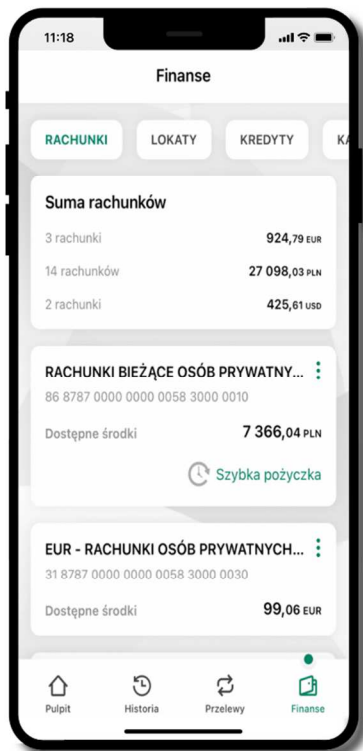 11:18
Finanse
RACHUNKI LOKATY KREDYTY KA
Suma rachunków
3 rachunki 924,79 EUR
14 rachunków 27 098,03 PLN
2 rachunki 425,61 USD
RACHUNKI BIEŻĄCE OSÓB PRYWATNY...
86 8787 0000 0000 0058 3000 0010
Dostępne środki 7 366,04 PLN
Szybka pożyczka
EUR - RACHUNKI OSÓB PRYWATNYCH...
31 8787 0000 0000 0058 3000 0030
Dostępne środki 99,06 EUR
Pulpit Historia Przelewy Finanse